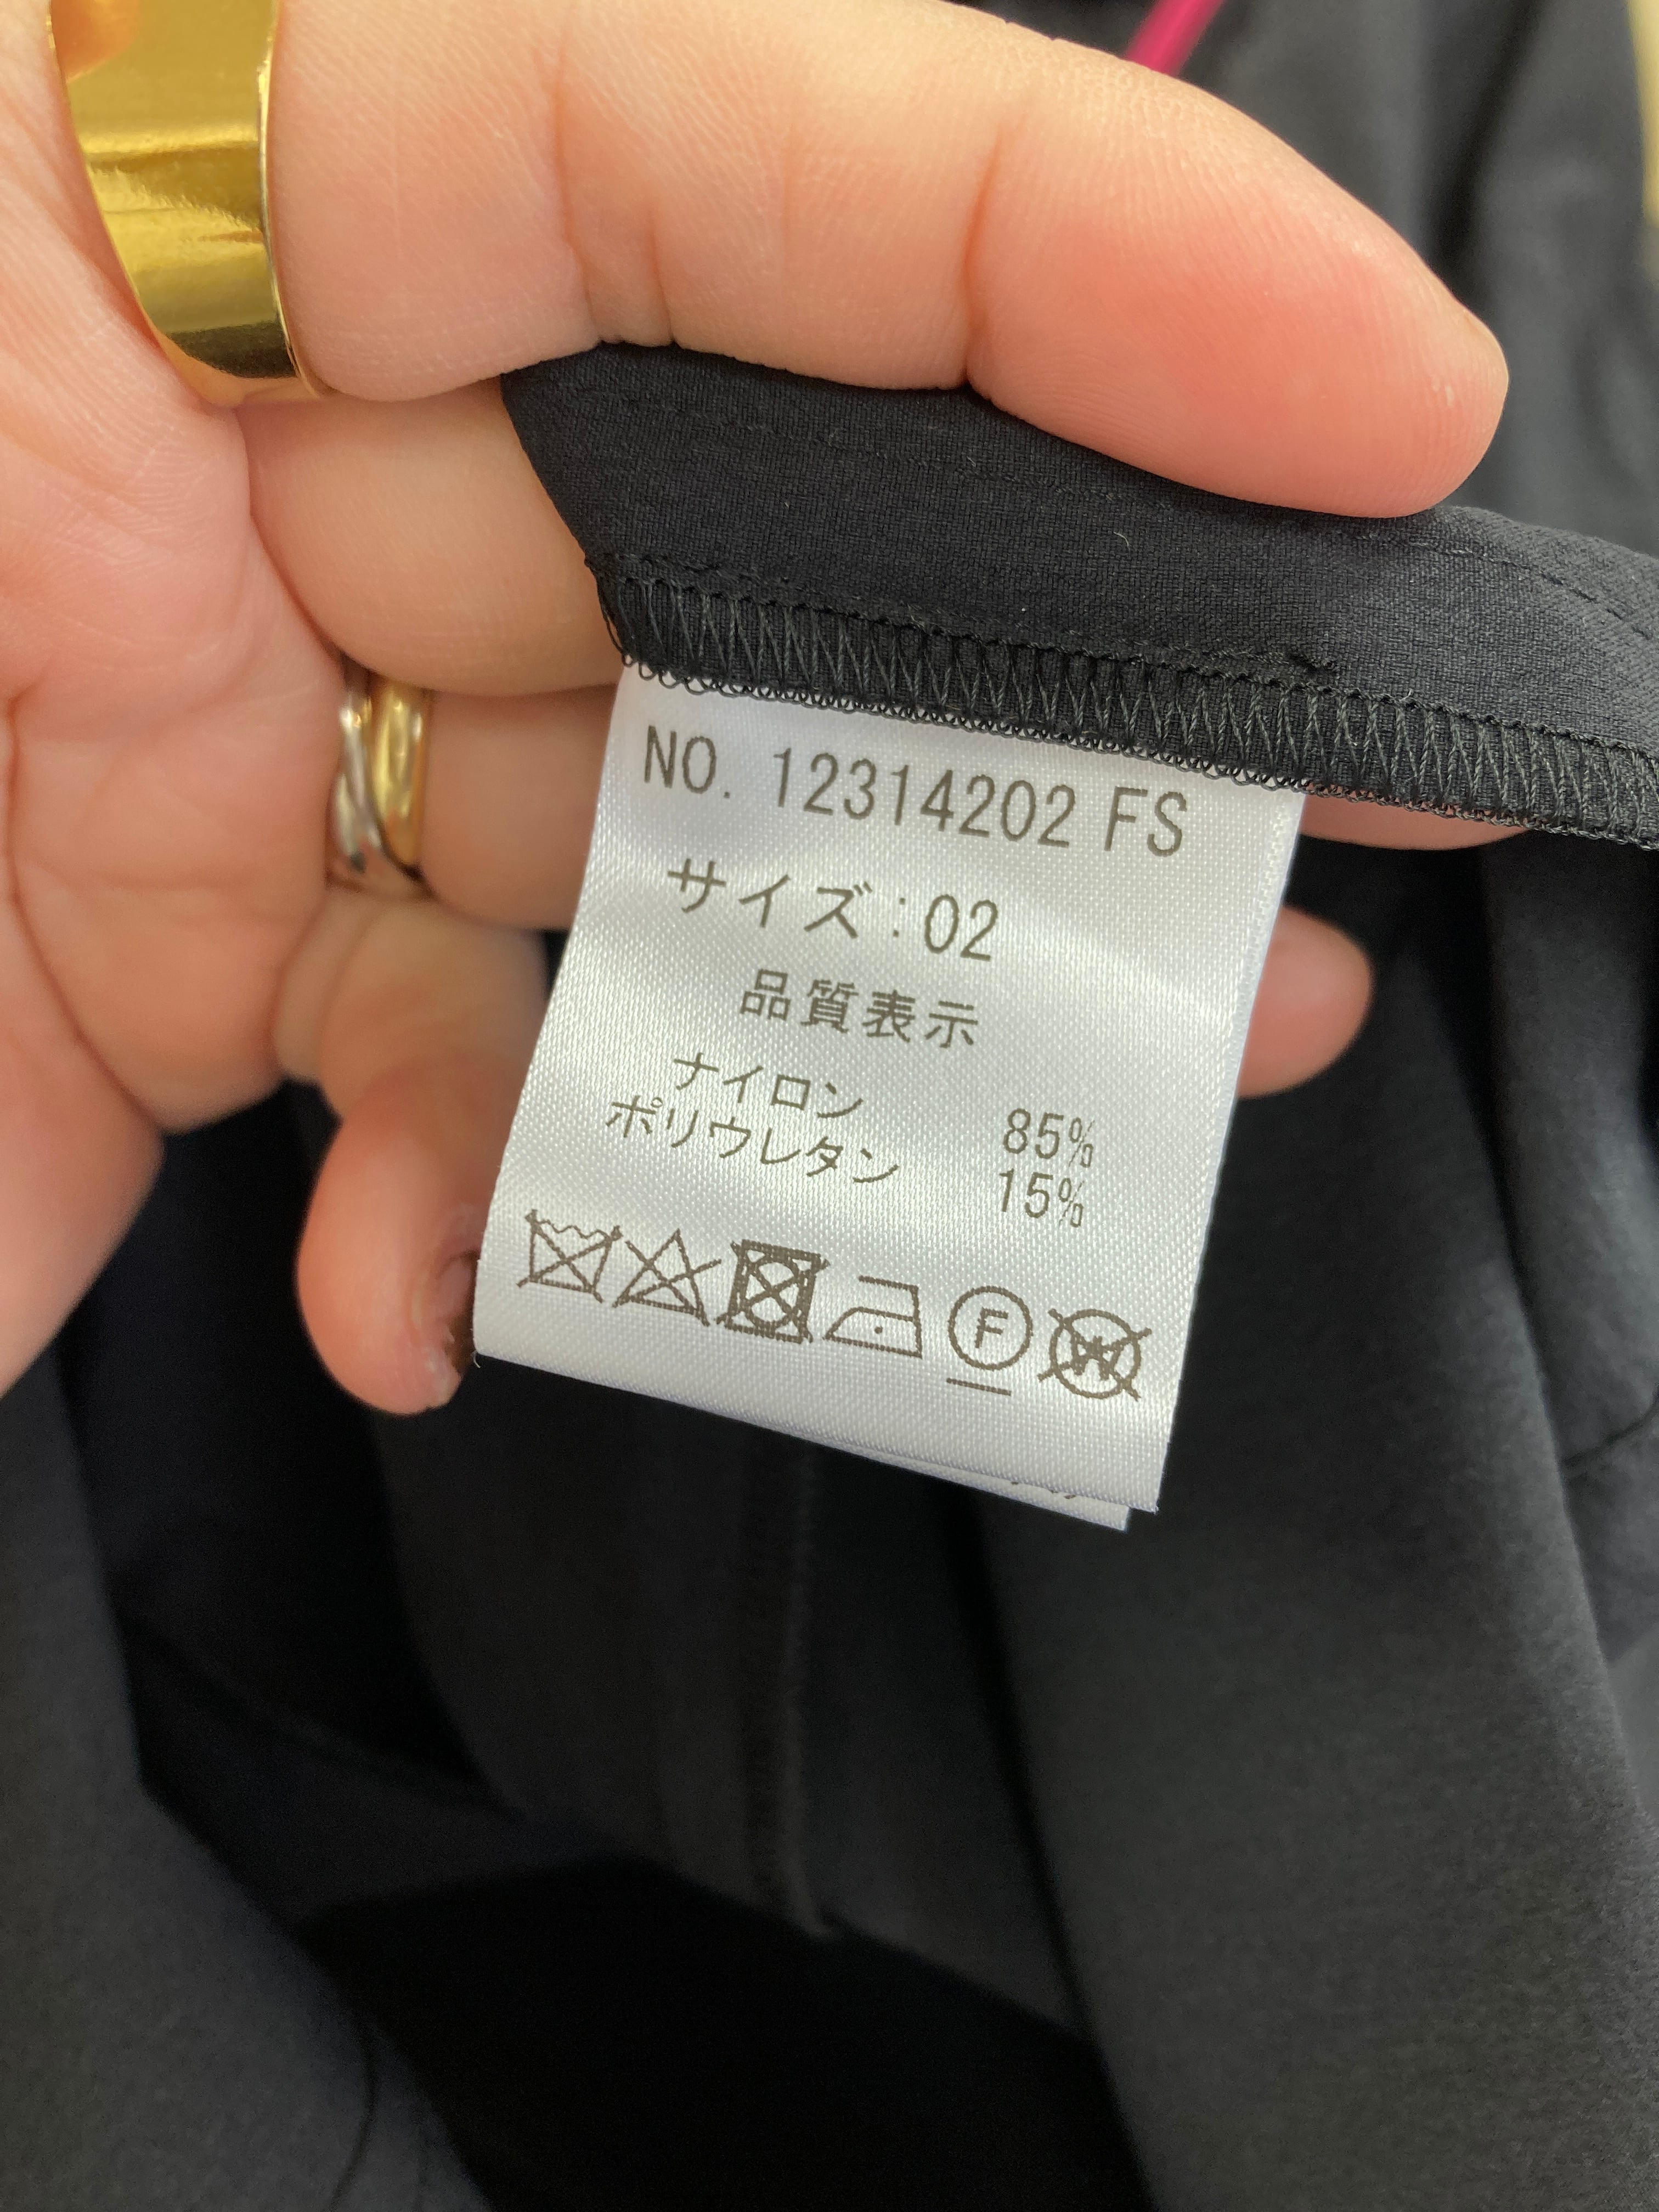 NO. 12314202 FS
サイズ:02
品質表示
ナイロン 85%
ポリウレタン 15%
F W